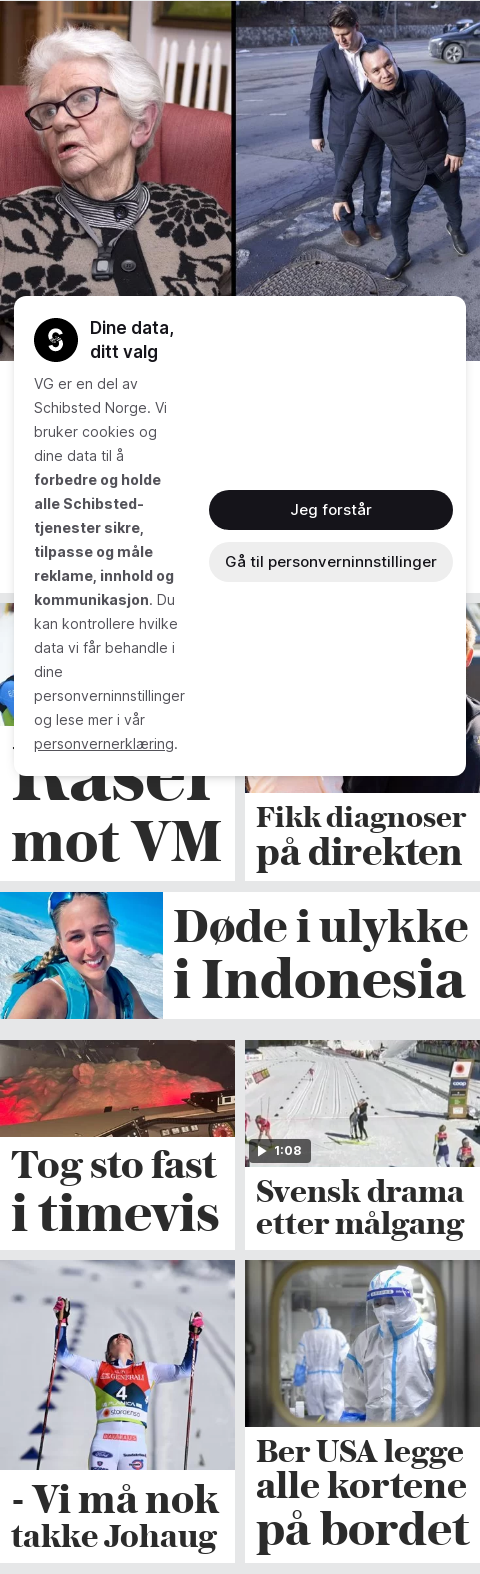 Dine data,
ditt valg
VG er en del av
Schibsted Norge. Vi
bruker cookies og
dine data til å
forbedre og holde
alle Schibsted-
tjenester sikre,
tilpasse og måle
reklame, innhold og
kommunikasjon. Du
kan kontrollere hvilke
data vi får behandle i
dine
personverninnstillinger
og lese mer i vår
personvernerklæring.
Jeg forstår
Gå til personverninnstillinger
Raser
mot VM
Fikk diagnoser
på direkten
Døde i ulykke
i Indonesia
Tog sto fast
i timevis
1:08
Svensk drama
etter målgang
GENERALI
4
- Vi må nok
takke Johaug
Ber USA legge
alle kortene
på bordet